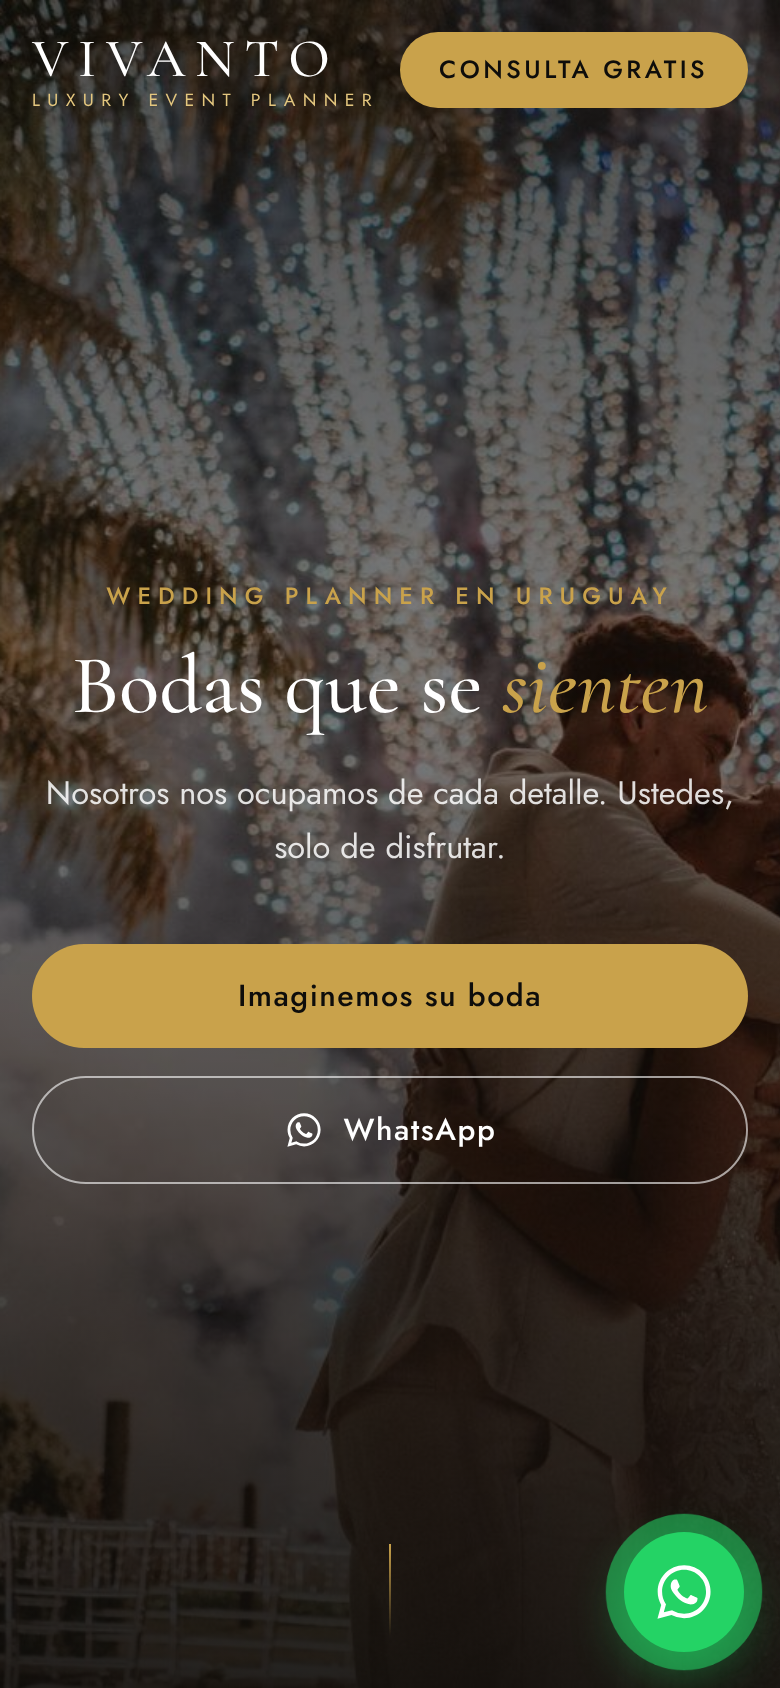 VIVANTO
LUXURY EVENT PLANNER
CONSULTA GRATIS
WEDDING PLANNER EN URUGUAY
Bodas que se sienten
Nosotros nos ocupamos de cada detalle. Ustedes,
solo de disfrutar.
Imaginemos su boda
WhatsApp